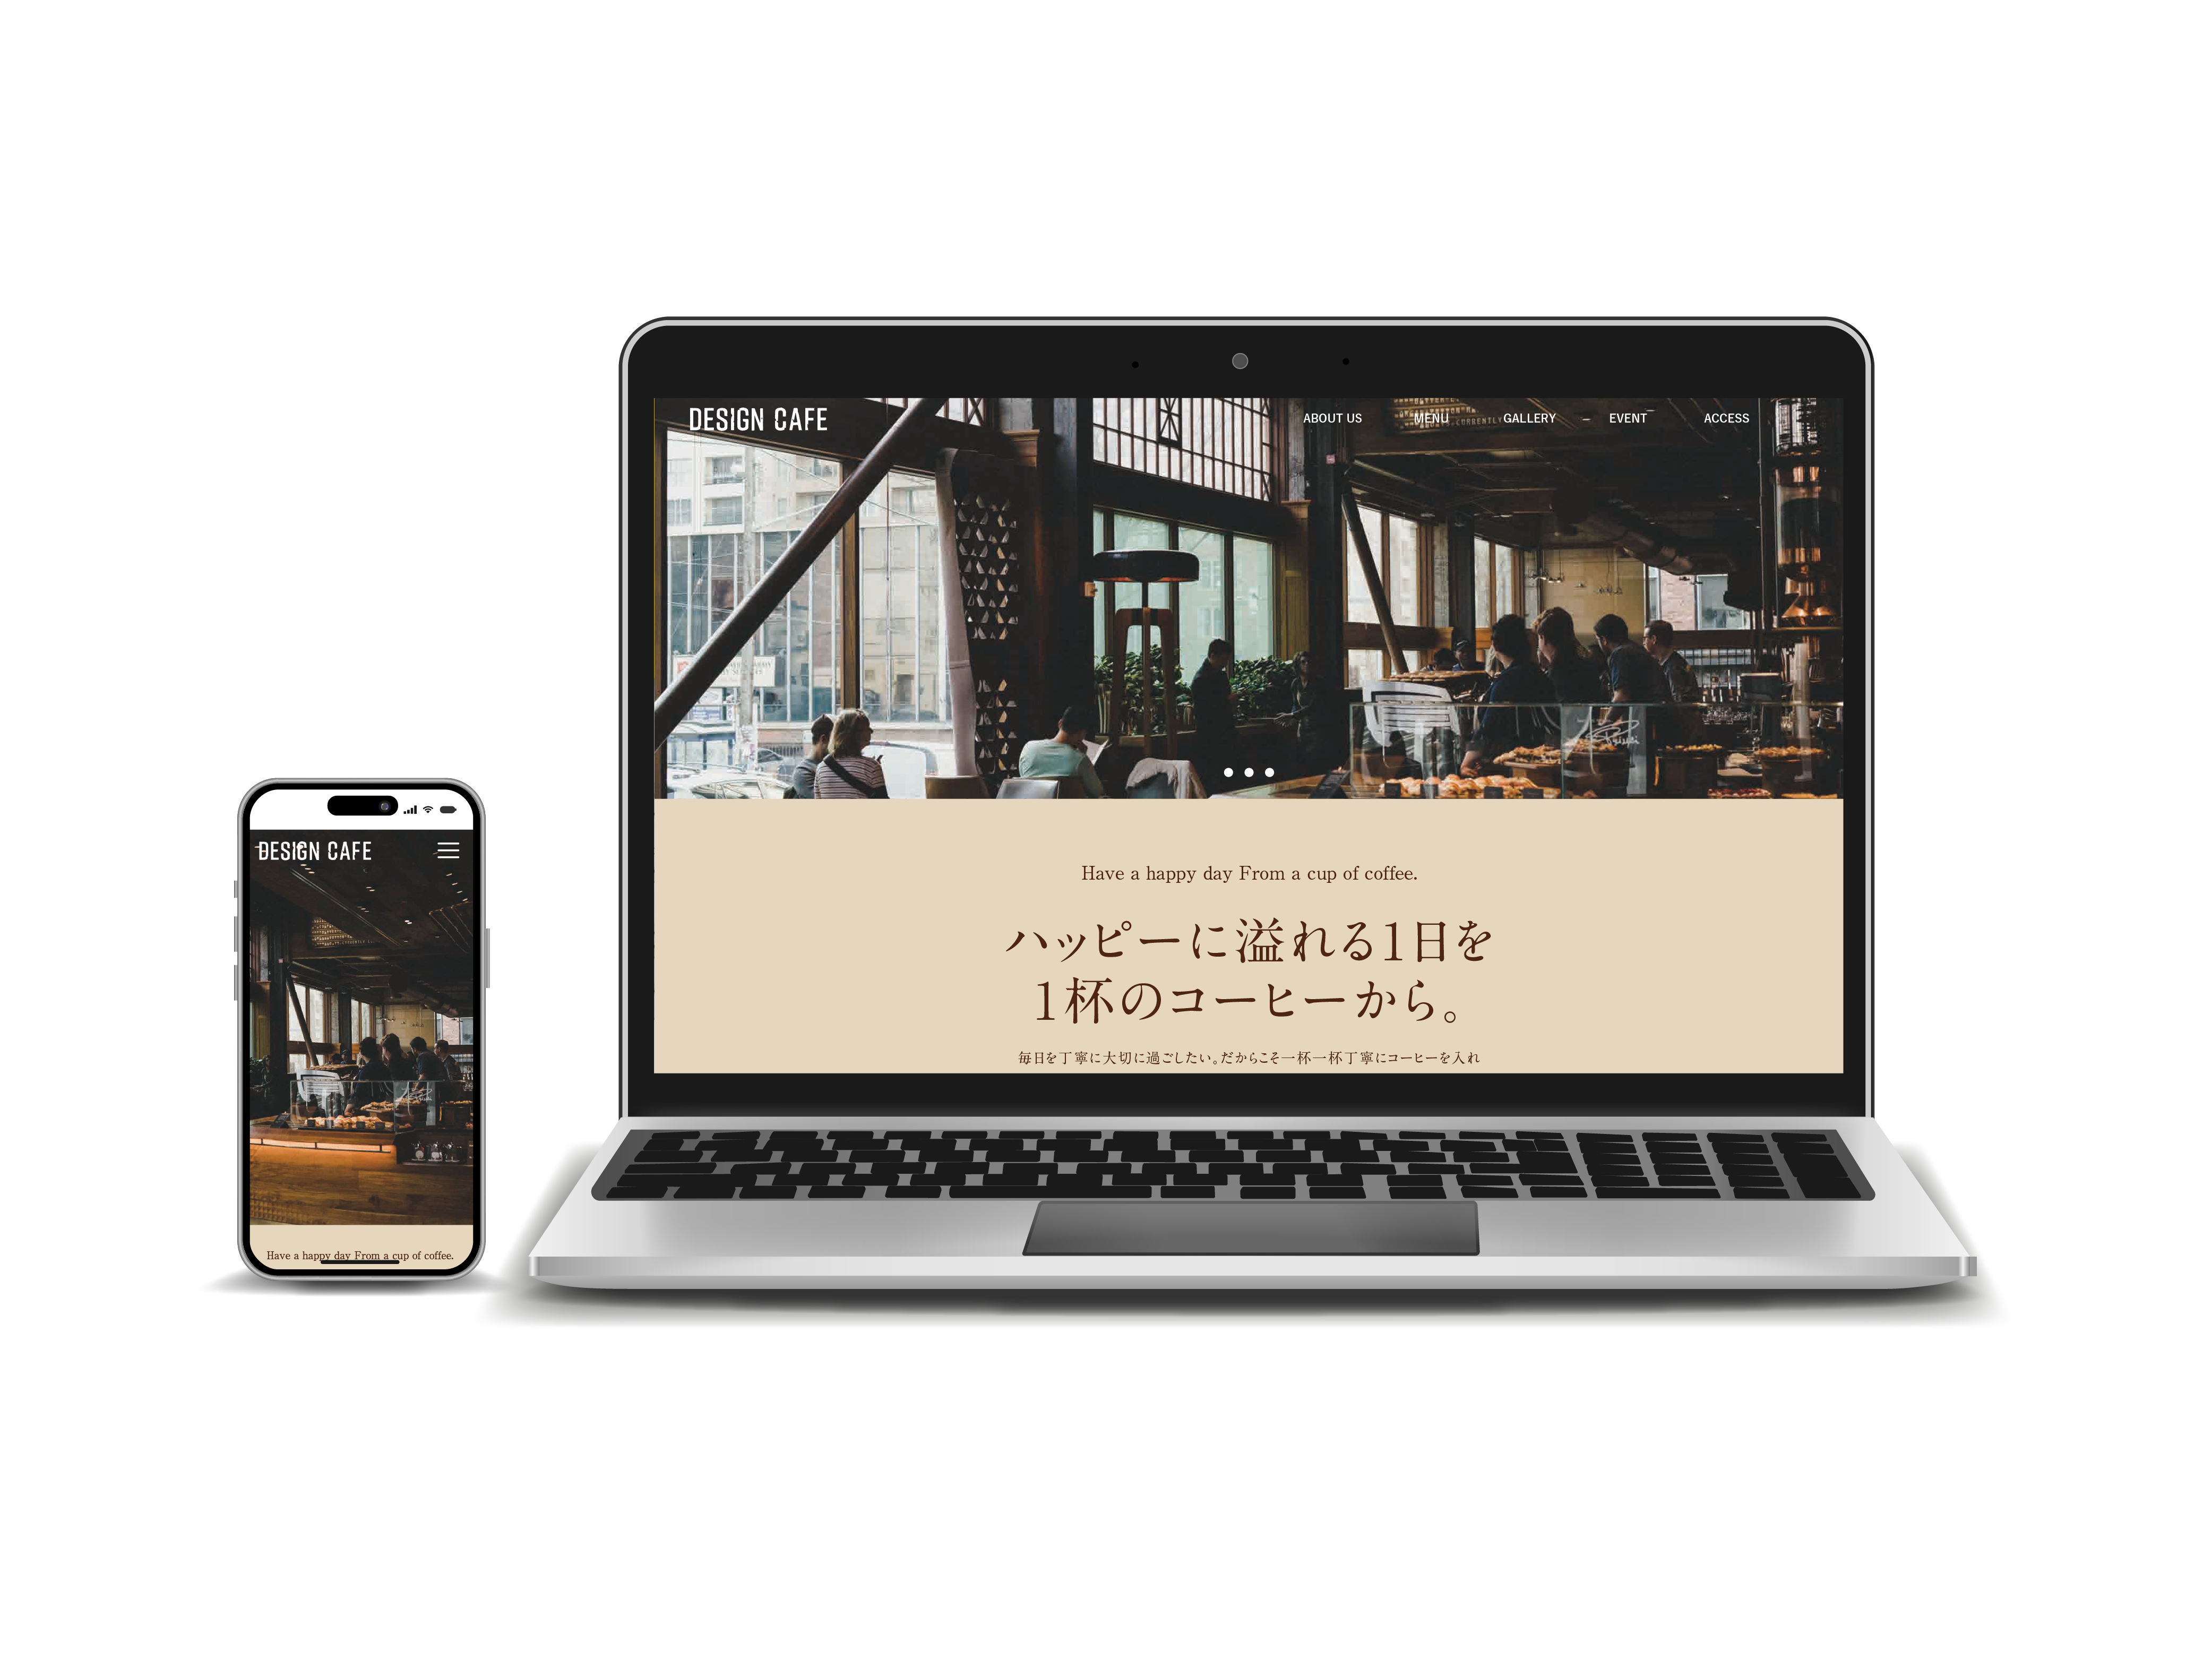 DESIGN CAFE
ABOUT US MENU GALLERY EVENT ACCESS
Have a happy day From a cup of coffee.
ハッピーに溢れる1日を
1杯のコーヒーから。
毎日を丁寧に大切に過ごしたい。だからこそ一杯一杯丁寧にコーヒーを入れ
DESIGN CAFE
Have a happy day From a cup of coffee.